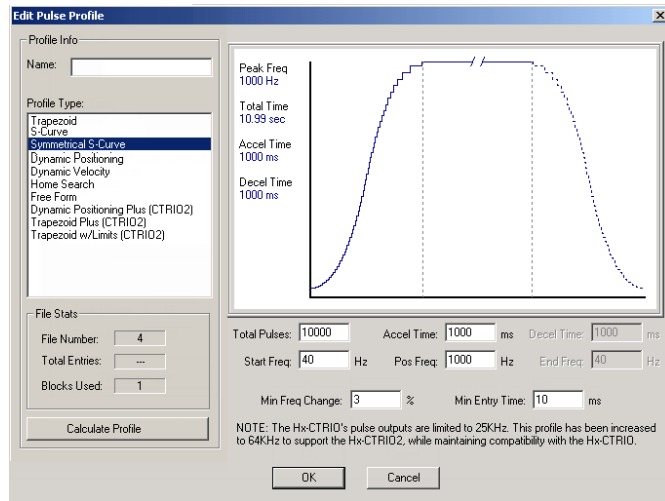 Edit Pulse Profile
Profile Info
Name:
Profile Type:
Trapezoid
S-Curve
Symmetrical S-Curve
Dynamic Positioning
Dynamic Velocity
Home Search
Free Form
Dynamic Positioning Plus (CTRIO2)
Trapezoid Plus (CTRIO2)
Trapezoid w/Limits (CTRIO2)
File Stats
File Number: 4
Total Entries: ---
Blocks Used: 1
Calculate Profile
Peak Freq
1000 Hz
Total Time
10.99 sec
Accel Time
1000 ms
Decel Time
1000 ms
Total Pulses: 10000 Accel Time: 1000 ms Decel Time: 1000 ms
Start Freq: 40 Hz Pos Freq: 1000 Hz End Freq: 40 Hz
Min Freq Change: 3 % Min Entry Time: 10 ms
NOTE: The Hx-CTRIO's pulse outputs are limited to 25KHz. This profile has been increased
to 64KHz to support the Hx-CTRIO2, while maintaining compatibility with the Hx-CTRIO.
OK Cancel